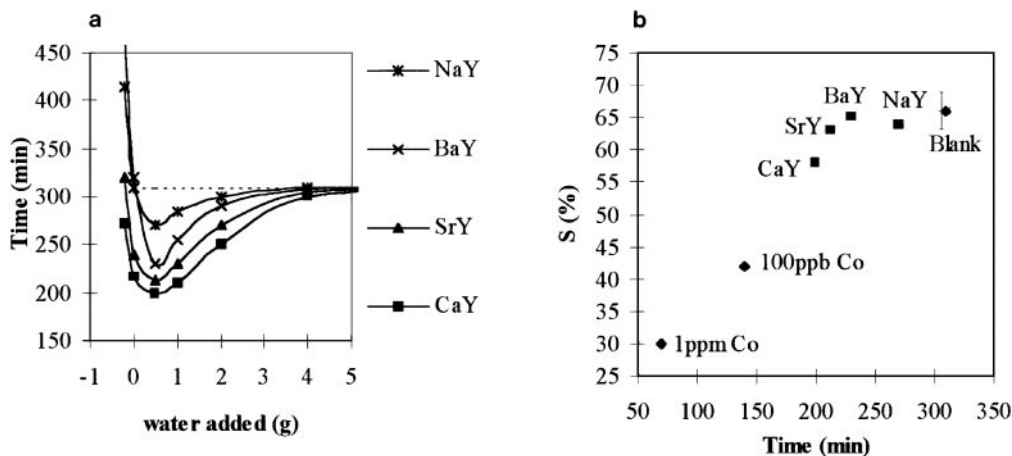 a
450
400
350
300
250
200
150
-1 0 1 2 3 4 5
Time (min)
water added (g)
NaY
BaY
SrY
CaY
b
75
70
65
60
55
50
45
40
35
30
25
50 100 150 200 250 300 350
S (%)
Time (min)
BaY
NaY
SrY
Blank
CaY
100ppb Co
1ppm Co